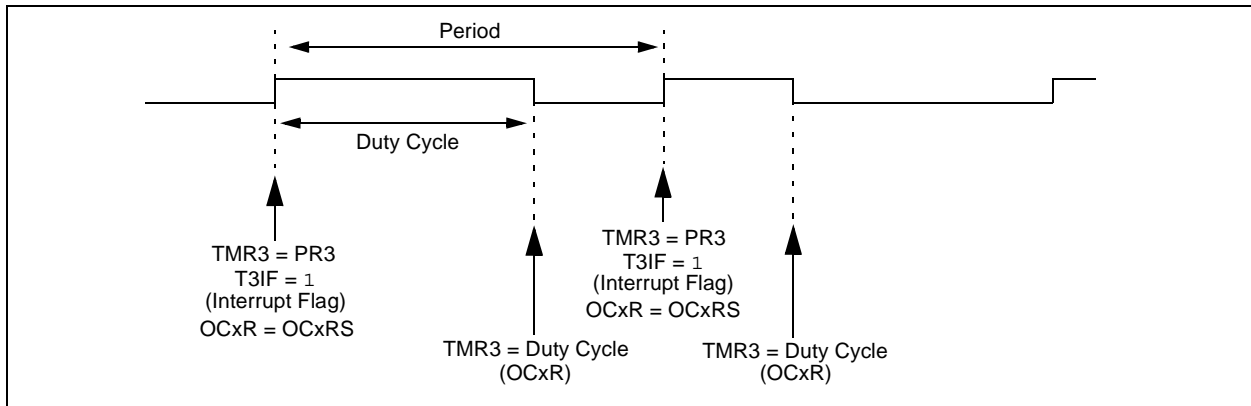 Period
Duty Cycle
TMR3 = PR3
T3IF = 1
(Interrupt Flag)
OCxR = OCxRS
TMR3 = Duty Cycle
(OCxR)
TMR3 = PR3
T3IF = 1
(Interrupt Flag)
OCxR = OCxRS
TMR3 = Duty Cycle
(OCxR)